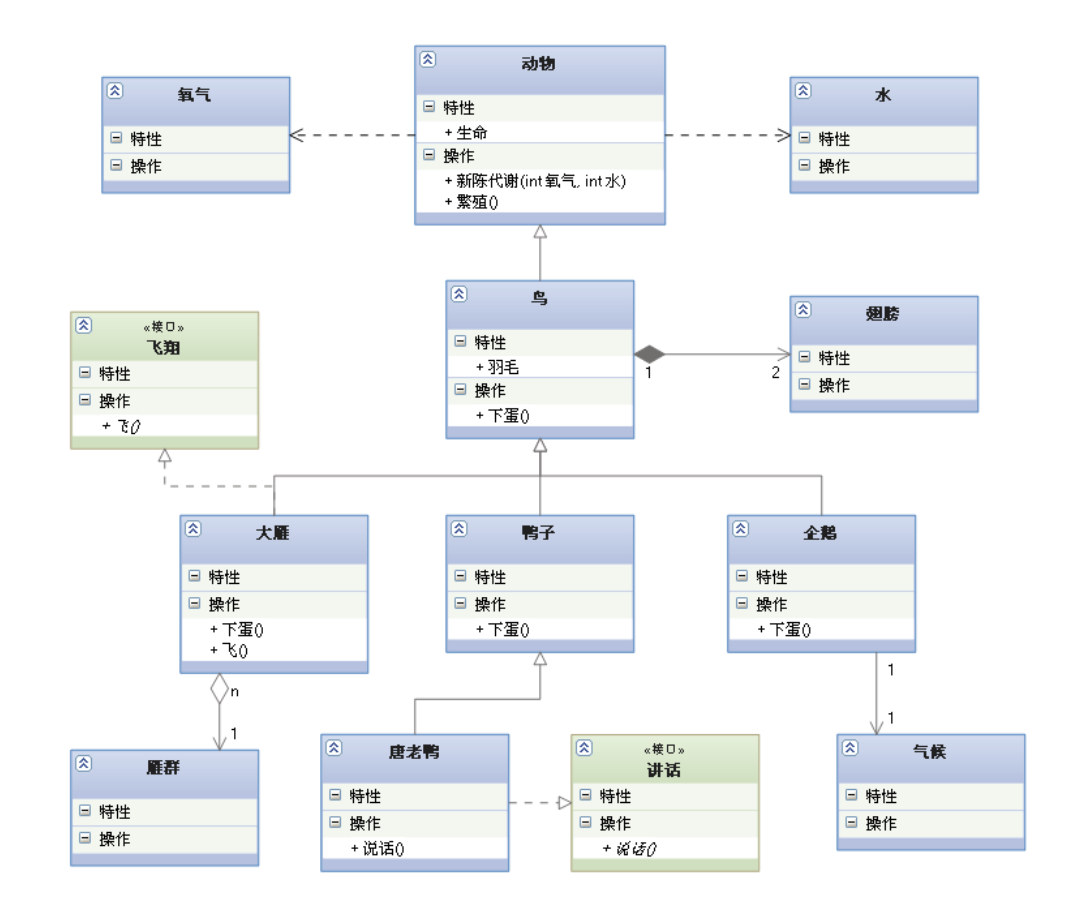 动物
特性
+ 生命
操作
+ 新陈代谢(int 氧气, int 水)
+ 繁殖()
氧气
特性
操作
水
特性
操作
鸟
特性
+ 羽毛
操作
+ 下蛋()
1
2
翅膀
特性
操作
«接口»
飞翔
特性
操作
+ 飞()
大雁
特性
操作
+ 下蛋()
+ 飞()
鸭子
特性
操作
+ 下蛋()
企鹅
特性
操作
+ 下蛋()
n
1
1
1
雁群
特性
操作
唐老鸭
特性
操作
+ 说话()
«接口»
讲话
特性
操作
+ 说话()
气候
特性
操作